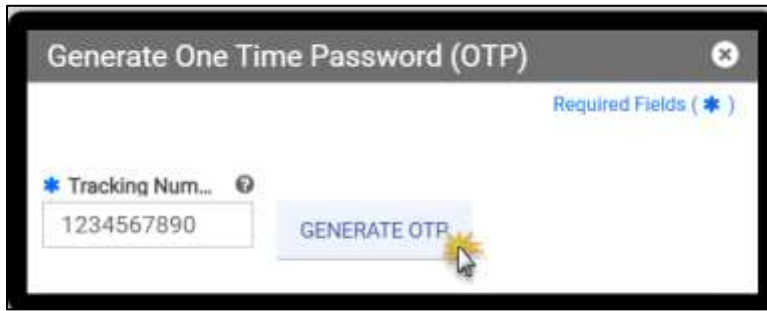 Generate One Time Password (OTP)
Required Fields ( * )
* Tracking Num...
1234567890
GENERATE OTP